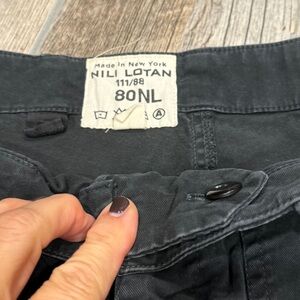 Made in New York
NILI LOTAN
111/88
80NL
A